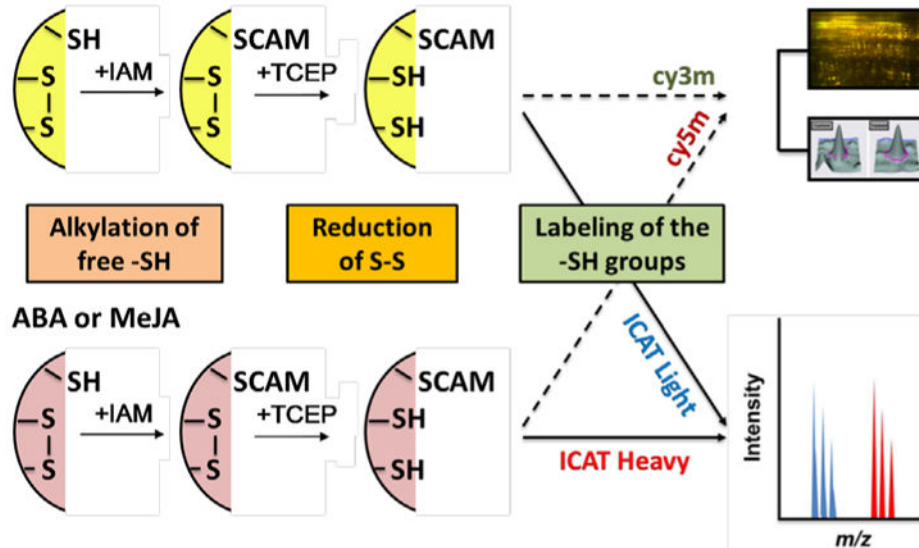 SH
S
S
+IAM
SCAM
S
S
+TCEP
SCAM
SH
SH
cy3m
cy5m
Alkylation of
free -SH
Reduction
of S-S
Labeling of the
-SH groups
ABA or MeJA
SH
S
S
+IAM
SCAM
S
S
+TCEP
SCAM
SH
SH
ICAT Light
ICAT Heavy
Intensity
m/z